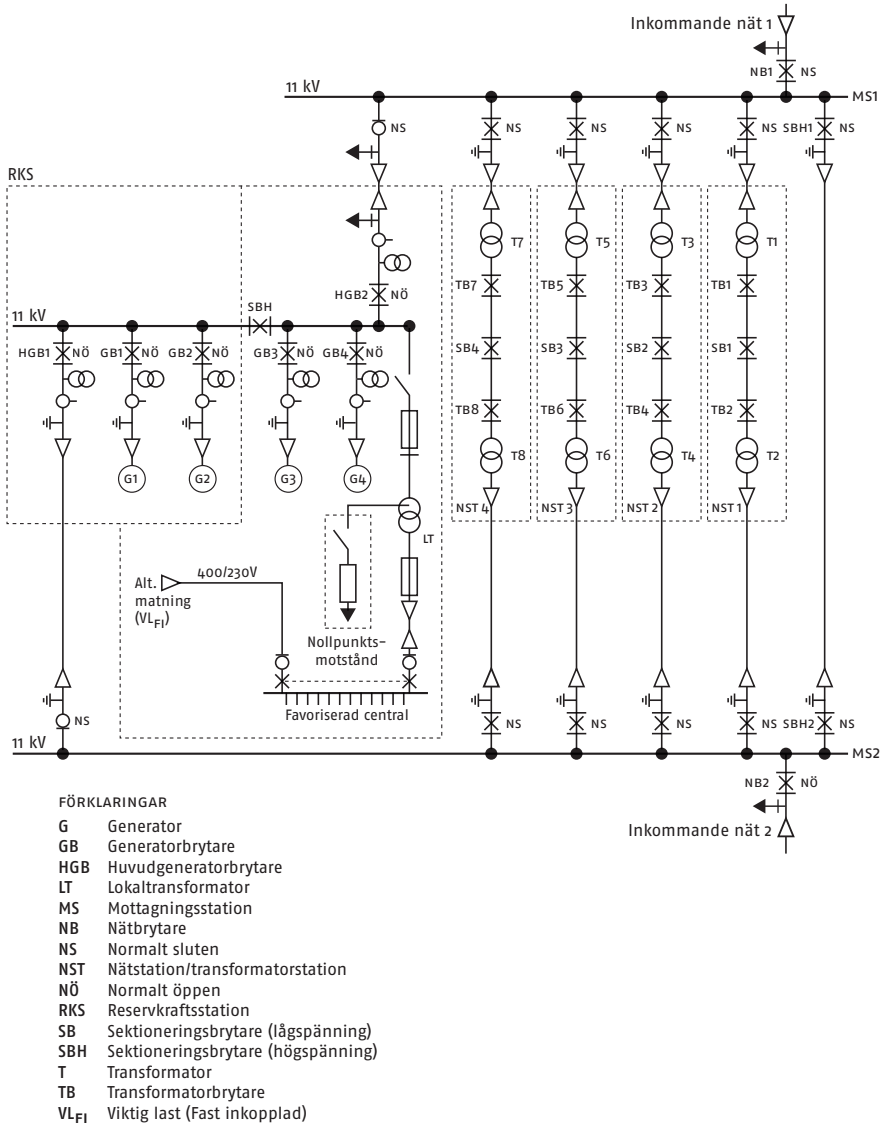 Inkommande nät 1
NB1 NS
11 kV
MS1
NS NS NS NS NS NS SBH1 NS
RKS
T7 T5 T3 T1
HGB2 NÖ
TB7 TB5 TB3 TB1
SBH
11 kV
HGB1 NÖ GB1 NÖ GB2 NÖ GB3 NÖ GB4 NÖ
SB4 SB3 SB2 SB1
TB8 TB6 TB4 TB2
T8 T6 T4 T2
G1 G2 G3 G4
NST 4 NST 3 NST 2 NST 1
LT
400/230V
Alt.
matning
(VLFI)
Nollpunkts-
motstånd
Favoriserad central
NS NS NS NS NS SBH2 NS
11 kV
MS2
NB2 NÖ
Inkommande nät 2
FÖRKLARINGAR
G Generator
GB Generatorbrytare
HGB Huvudgeneratorbrytare
LT Lokaltransformator
MS Mottagningsstation
NB Nätbrytare
NS Normalt sluten
NST Nätstation/transformatorstation
NÖ Normalt öppen
RKS Reservkraftsstation
SB Sektioneringsbrytare (lågspänning)
SBH Sektioneringsbrytare (högspänning)
T Transformator
TB Transformatorbrytare
VLFI Viktig last (Fast inkopplad)